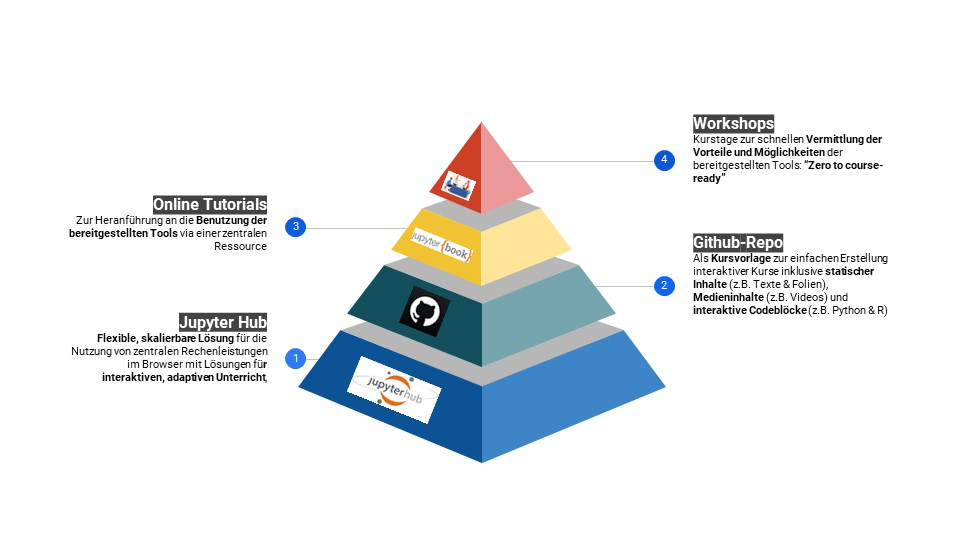 Workshops
Kurstage zur schnellen Vermittlung der
Vorteile und Möglichkeiten der
bereitgestellten Tools: “Zero to course-
ready”
4
Online Tutorials
Zur Heranführung an die Benutzung der
bereitgestellten Tools via einer zentralen
Ressource
3
jupyter {book}
Github-Repo
Als Kursvorlage zur einfachen Erstellung
interaktiver Kurse inklusive statischer
Inhalte (z.B. Texte & Folien),
Medieninhalte (z.B. Videos) und
interaktive Codeblöcke (z.B. Python & R)
2
Jupyter Hub
Flexible, skalierbare Lösung für die
Nutzung von zentralen Rechenleistungen
im Browser mit Lösungen für
interaktiven, adaptiven Unterricht,
1
jupyterhub